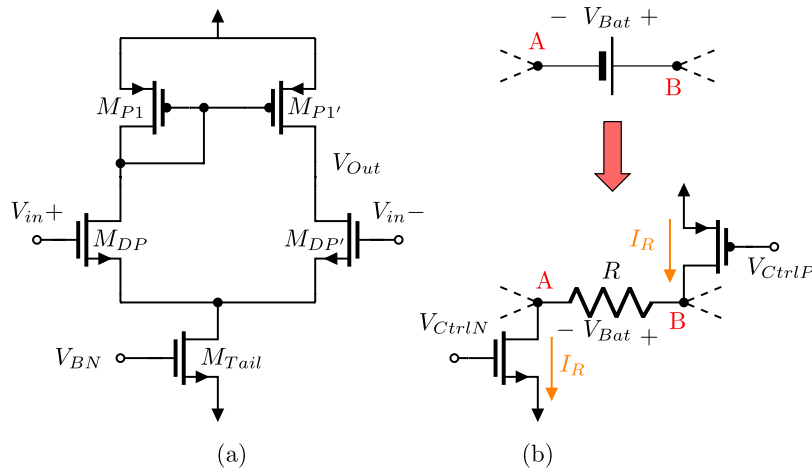 M_{P1}
M_{P1'}
V_{Out}
V_{in}+
V_{in}−
M_{DP}
M_{DP'}
V_{BN}
M_{Tail}
(a)
− V_{Bat} +
A
B
I_R
V_{CtrlP}
A
R
B
V_{CtrlN}
− V_{Bat} +
I_R
(b)